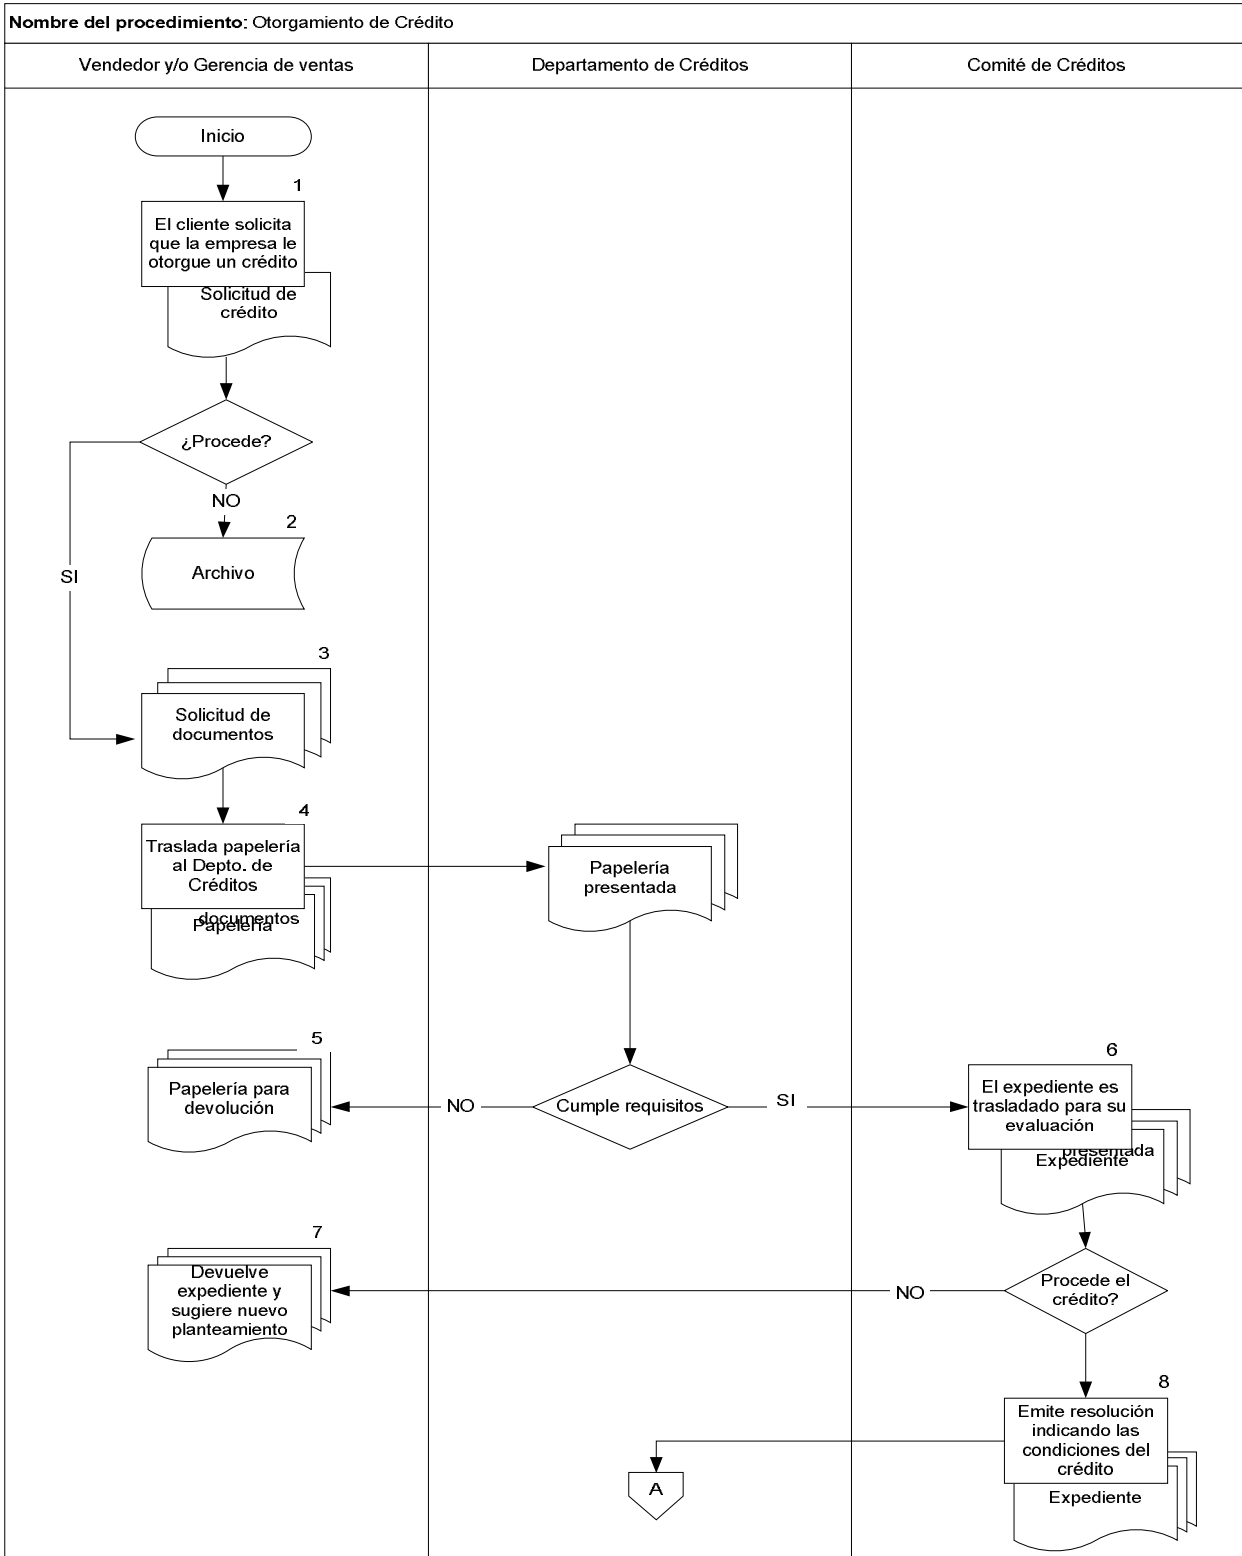 Nombre del procedimiento: Otorgamiento de Crédito
Vendedor y/o Gerencia de ventas
Departamento de Créditos
Comité de Créditos
Inicio
1
El cliente solicita
que la empresa le
otorgue un crédito
Solicitud de
crédito
¿Procede?
NO
2
Archivo
SI
3
Solicitud de
documentos
4
Traslada papelería
al Depto. de
Créditos
documentos
Papelería
Papelería
presentada
5
Papelería para
devolución
NO
Cumple requisitos
SI
6
El expediente es
trasladado para su
evaluación
presentada
Expediente
7
Devuelve
expediente y
sugiere nuevo
planteamiento
NO
Procede el
crédito?
8
Emite resolución
indicando las
condiciones del
crédito
Expediente
A